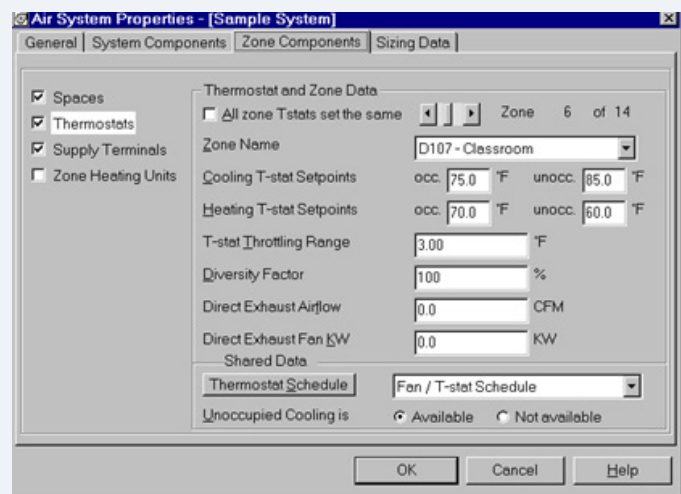 Air System Properties - [Sample System]
General System Components Zone Components Sizing Data
Spaces
Thermostats
Supply Terminals
Zone Heating Units
Thermostat and Zone Data
All zone Tstats set the same Zone 6 of 14
Zone Name D107 - Classroom
Cooling T-stat Setpoints occ. 75.0 °F unocc. 85.0 °F
Heating T-stat Setpoints occ. 70.0 °F unocc. 60.0 °F
T-stat Throttling Range 3.00 °F
Diversity Factor 100 %
Direct Exhaust Airflow 0.0 CFM
Direct Exhaust Fan KW 0.0 KW
Shared Data
Thermostat Schedule Fan / T-stat Schedule
Unoccupied Cooling is Available Not available
OK Cancel Help